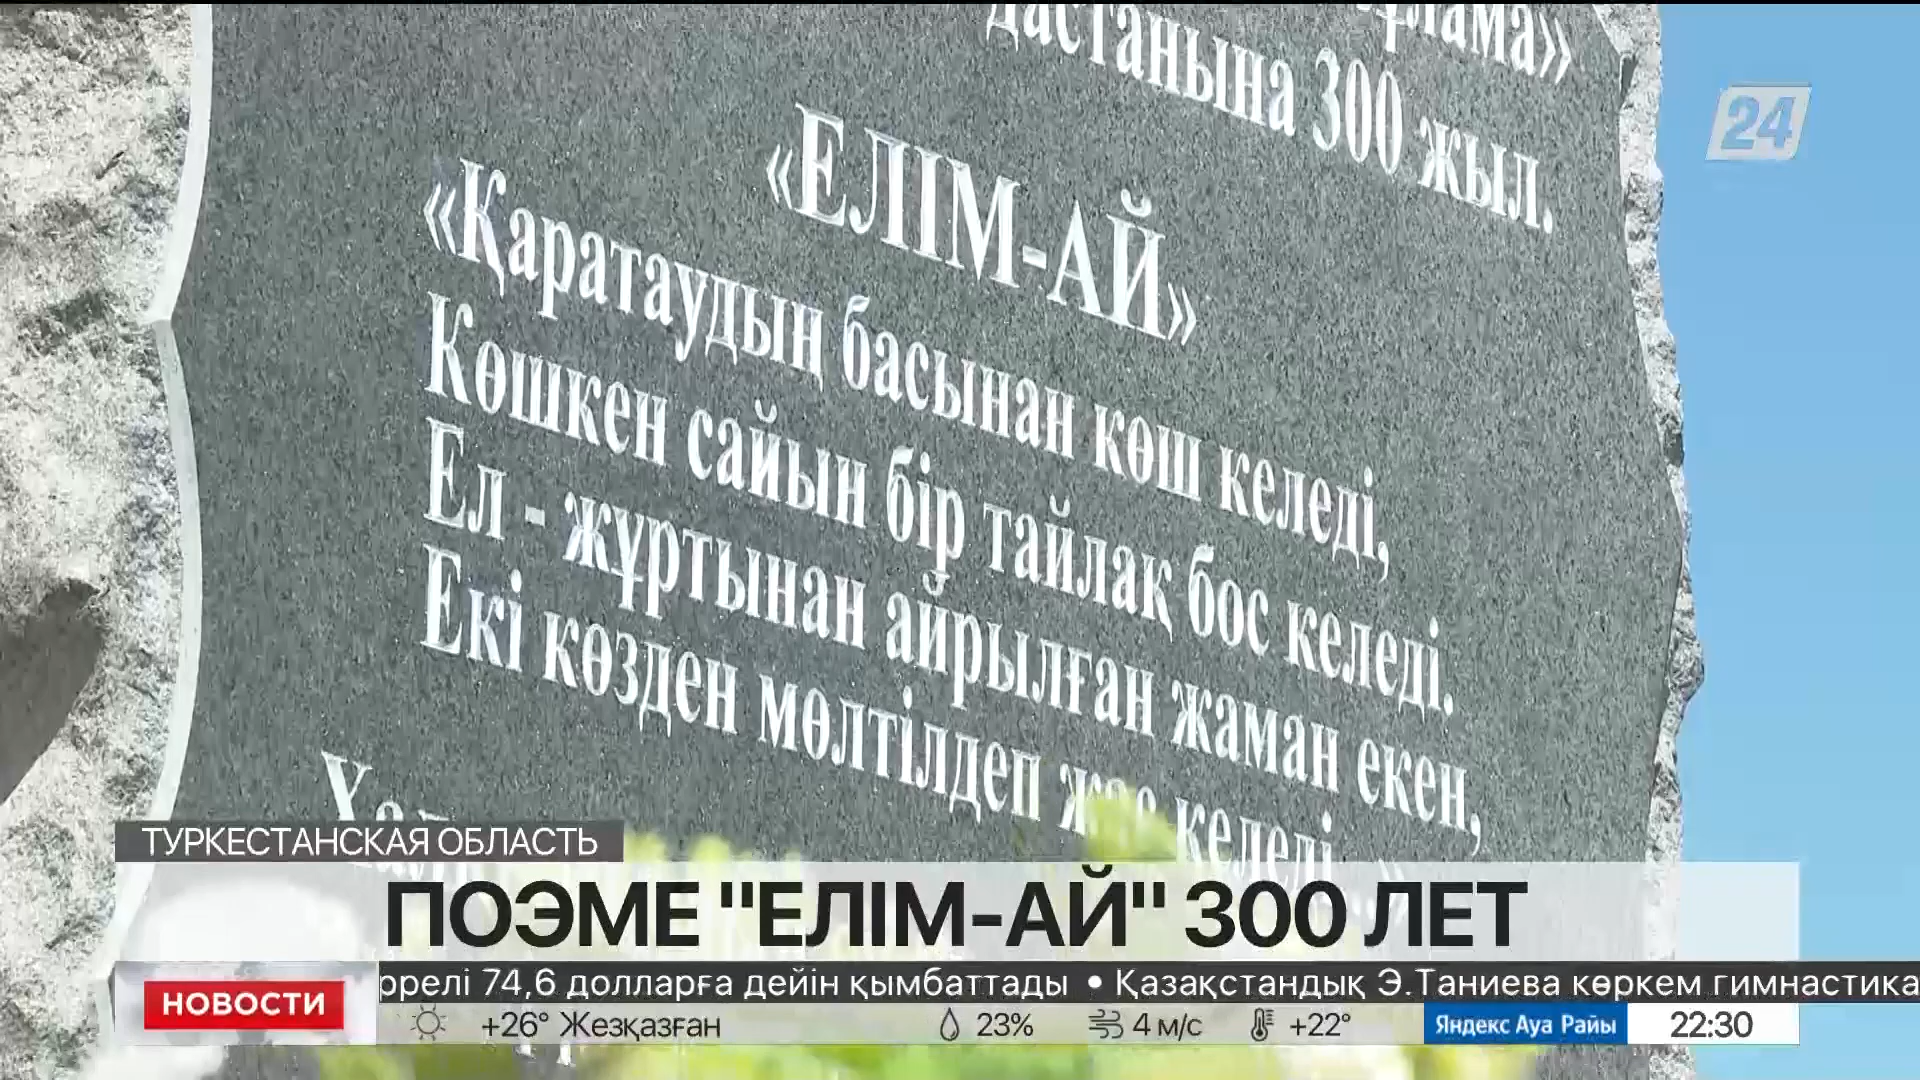 дастанына 300 жыл.
24
«ЕЛІМ-АЙ»
«Қаратаудың басынан көш келеді,
Көшкен сайын бір тайлақ бос келеді.
Ел - жұртынан айрылған жаман екен,
Екі көзден мөлтілдеп жас келеді...»
ТУРКЕСТАНСКАЯ ОБЛАСТЬ
ПОЭМЕ "ЕЛІМ-АЙ" 300 ЛЕТ
НОВОСТИ
74,6 долларға дейін қымбаттады • Қазақстандық Э.Таниева көркем гимнастика
+26° Жезқазған 23% 4 м/с +22° Яндекс Ауа Райы 22:30